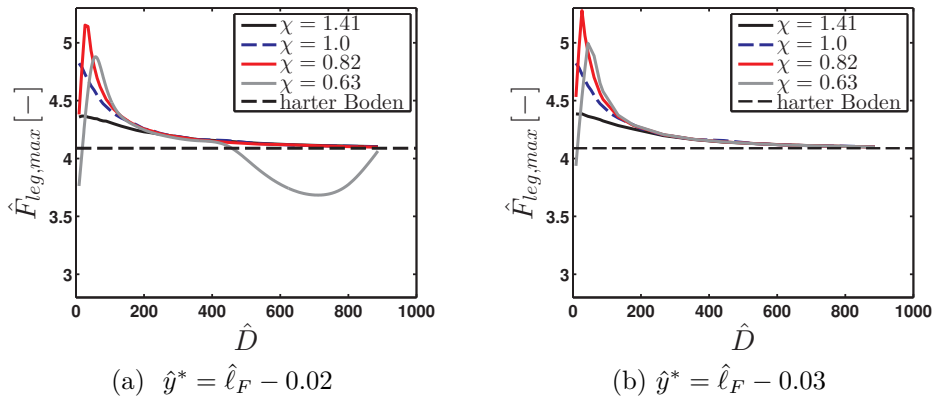 5
4.5
4
3.5
3
F̂leg,max [−]
χ = 1.41
χ = 1.0
χ = 0.82
χ = 0.63
harter Boden
0 200 400 600 800 1000
D̂
(a) ŷ* = ℓ̂F − 0.02
5
4.5
4
3.5
3
F̂leg,max [−]
χ = 1.41
χ = 1.0
χ = 0.82
χ = 0.63
harter Boden
0 200 400 600 800 1000
D̂
(b) ŷ* = ℓ̂F − 0.03